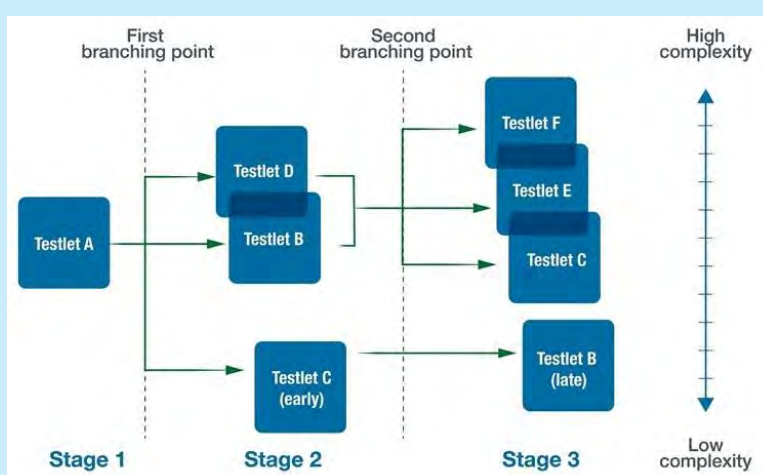 First
branching point
Second
branching point
High
complexity
Testlet A
Testlet D
Testlet B
Testlet C
(early)
Testlet F
Testlet E
Testlet C
Testlet B
(late)
Stage 1
Stage 2
Stage 3
Low
complexity